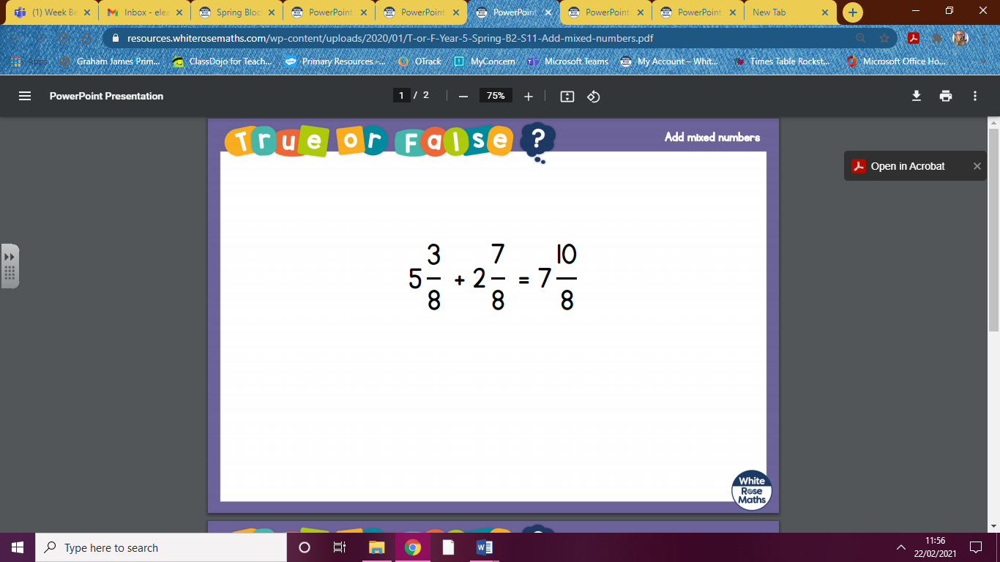 (1) Week Be
Inbox - elea
Spring Bloc
PowerPoint
PowerPoint
PowerPoint
PowerPoint
PowerPoint
New Tab
resources.whiterosemaths.com/wp-content/uploads/2020/01/T-or-F-Year-5-Spring-B2-S11-Add-mixed-numbers.pdf
Apps
Graham James Prim...
ClassDojo for Teach...
Primary Resources -...
OTrack
MyConcern
Microsoft Teams
My Account – Whit...
Times Table Rockst...
Microsoft Office Ho...
PowerPoint Presentation
1 / 2
75%
True or False ?
Add mixed numbers
Open in Acrobat
5 3/8 + 2 7/8 = 7 10/8
White
Rose
Maths
Type here to search
11:56
22/02/2021